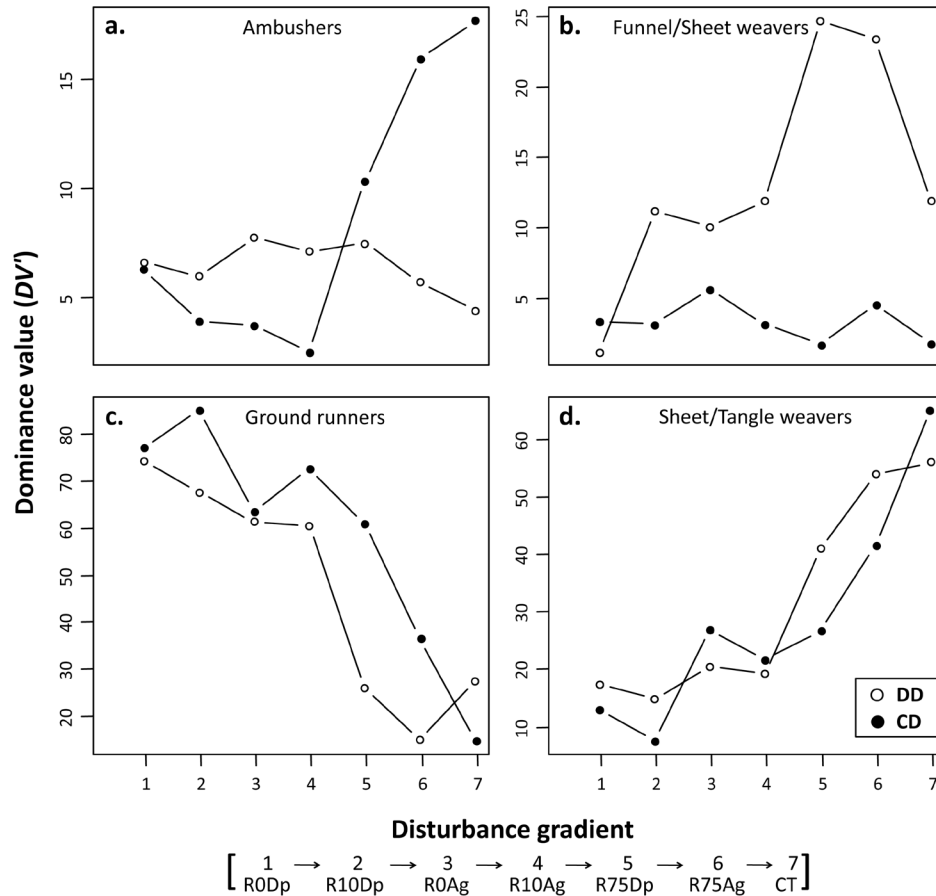 a. Ambushers
15
10
5
b. Funnel/Sheet weavers
25
20
15
10
5
Dominance value (DV')
c. Ground runners
80
70
60
50
40
30
20
1 2 3 4 5 6 7
d. Sheet/Tangle weavers
60
50
40
30
20
10
DD
CD
1 2 3 4 5 6 7
Disturbance gradient
[ 1 → 2 → 3 → 4 → 5 → 6 → 7 ]
R0Dp R10Dp R0Ag R10Ag R75Dp R75Ag CT